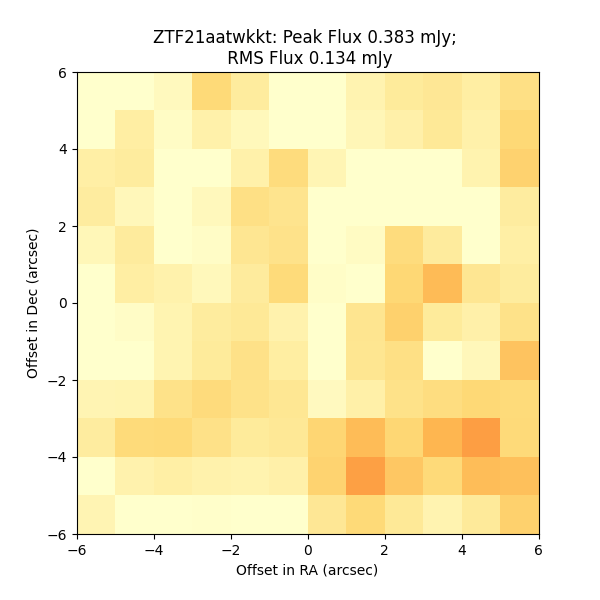 ZTF21aatwkkt: Peak Flux 0.383 mJy;
RMS Flux 0.134 mJy
6
4
2
0
−2
−4
−6
Offset in Dec (arcsec)
−6 −4 −2 0 2 4 6
Offset in RA (arcsec)